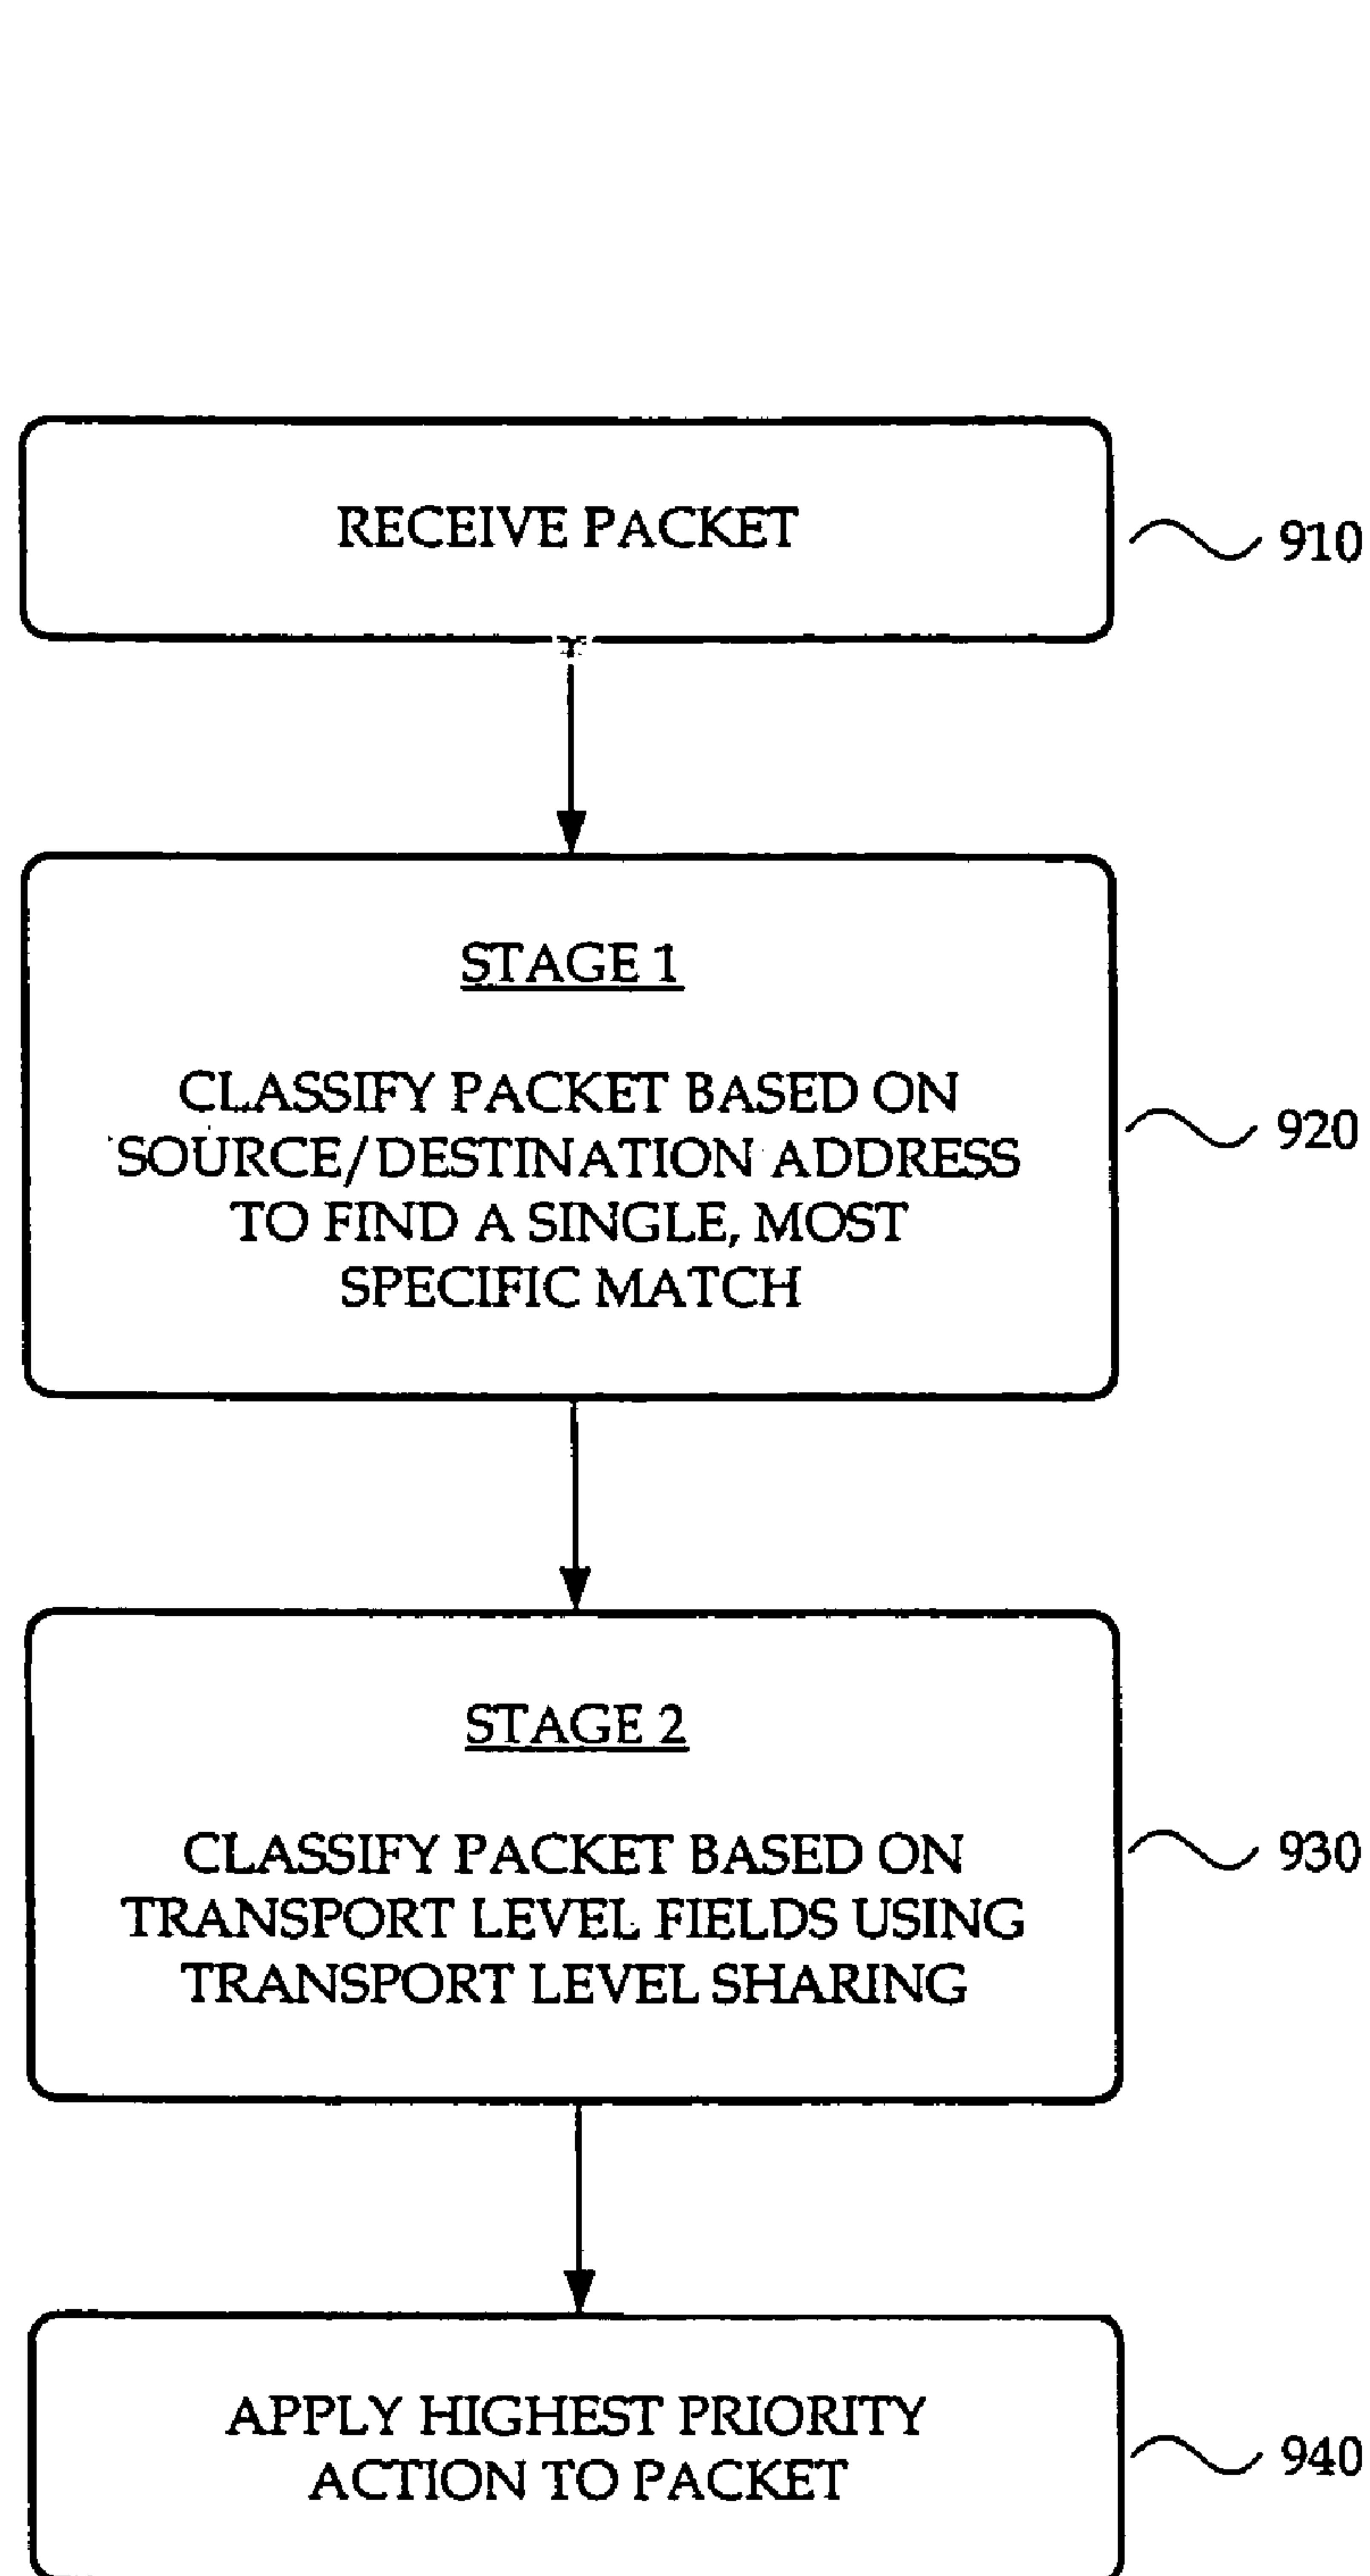 RECEIVE PACKET
910
STAGE 1
CLASSIFY PACKET BASED ON
SOURCE/DESTINATION ADDRESS
TO FIND A SINGLE, MOST
SPECIFIC MATCH
920
STAGE 2
CLASSIFY PACKET BASED ON
TRANSPORT LEVEL FIELDS USING
TRANSPORT LEVEL SHARING
930
APPLY HIGHEST PRIORITY
ACTION TO PACKET
940